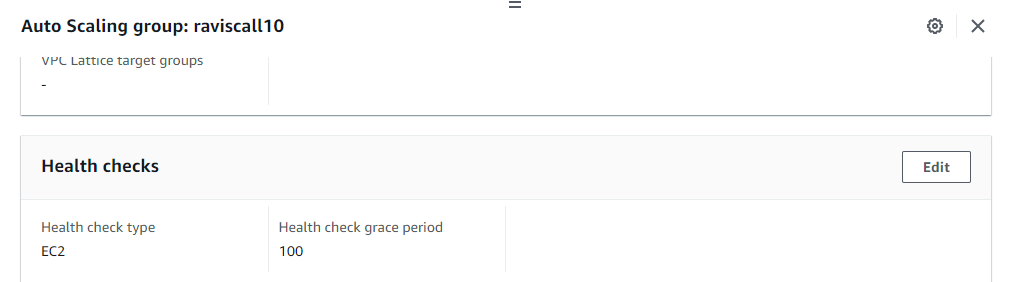 Auto Scaling group: raviscall10
VPC Lattice target groups
-
Health checks
Edit
Health check type
Health check grace period
EC2
100